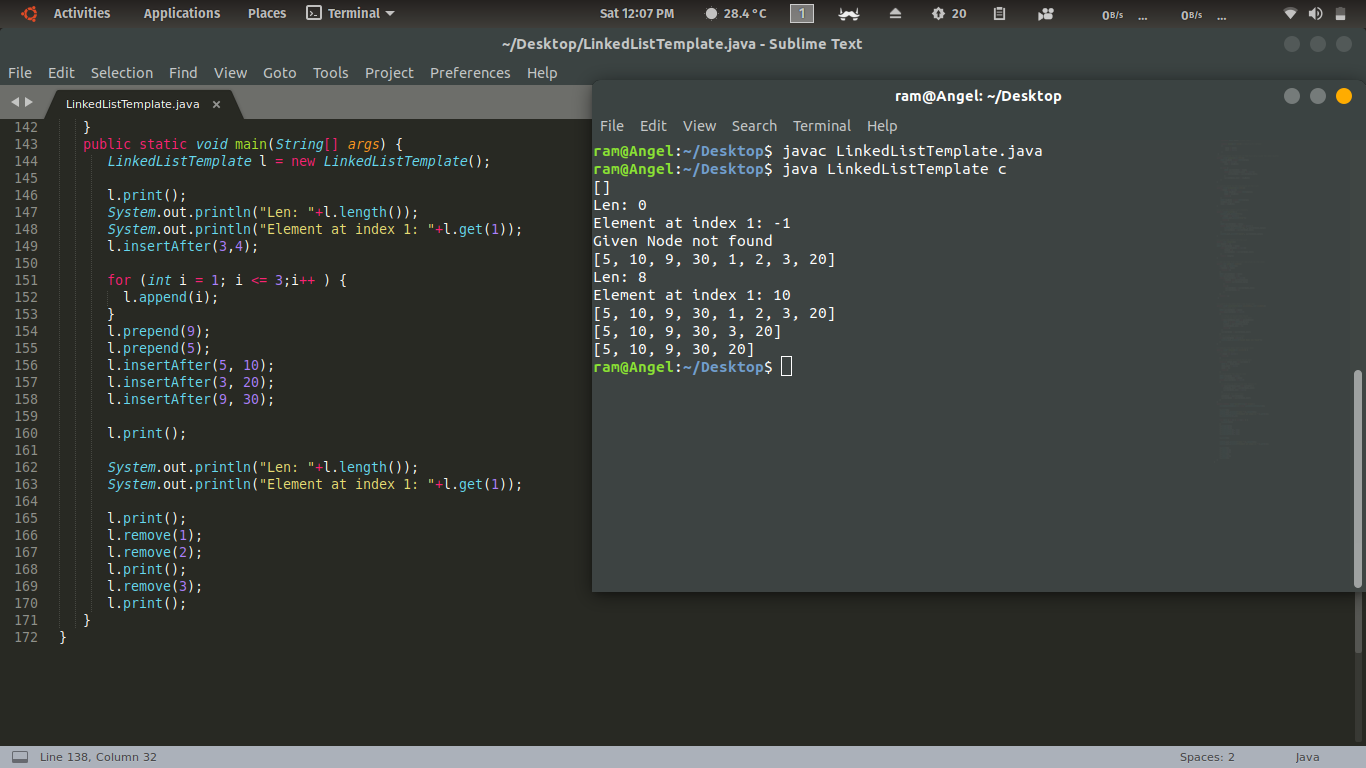 Activities Applications Places Terminal Sat 12:07 PM 28.4°C 1 20 0B/s ... 0B/s ...
~/Desktop/LinkedListTemplate.java - Sublime Text
File Edit Selection Find View Goto Tools Project Preferences Help
LinkedListTemplate.java ×
142 }
143 public static void main(String[] args) {
144 LinkedListTemplate l = new LinkedListTemplate();
145
146 l.print();
147 System.out.println("Len: "+l.length());
148 System.out.println("Element at index 1: "+l.get(1));
149 l.insertAfter(3,4);
150
151 for (int i = 1; i <= 3;i++ ) {
152 l.append(i);
153 }
154 l.prepend(9);
155 l.prepend(5);
156 l.insertAfter(5, 10);
157 l.insertAfter(3, 20);
158 l.insertAfter(9, 30);
159
160 l.print();
161
162 System.out.println("Len: "+l.length());
163 System.out.println("Element at index 1: "+l.get(1));
164
165 l.print();
166 l.remove(1);
167 l.remove(2);
168 l.print();
169 l.remove(3);
170 l.print();
171 }
172 }
ram@Angel: ~/Desktop
File Edit View Search Terminal Help
ram@Angel:~/Desktop$ javac LinkedListTemplate.java
ram@Angel:~/Desktop$ java LinkedListTemplate c
[]
Len: 0
Element at index 1: -1
Given Node not found
[5, 10, 9, 30, 1, 2, 3, 20]
Len: 8
Element at index 1: 10
[5, 10, 9, 30, 1, 2, 3, 20]
[5, 10, 9, 30, 3, 20]
[5, 10, 9, 30, 20]
ram@Angel:~/Desktop$
Line 138, Column 32 Spaces: 2 Java